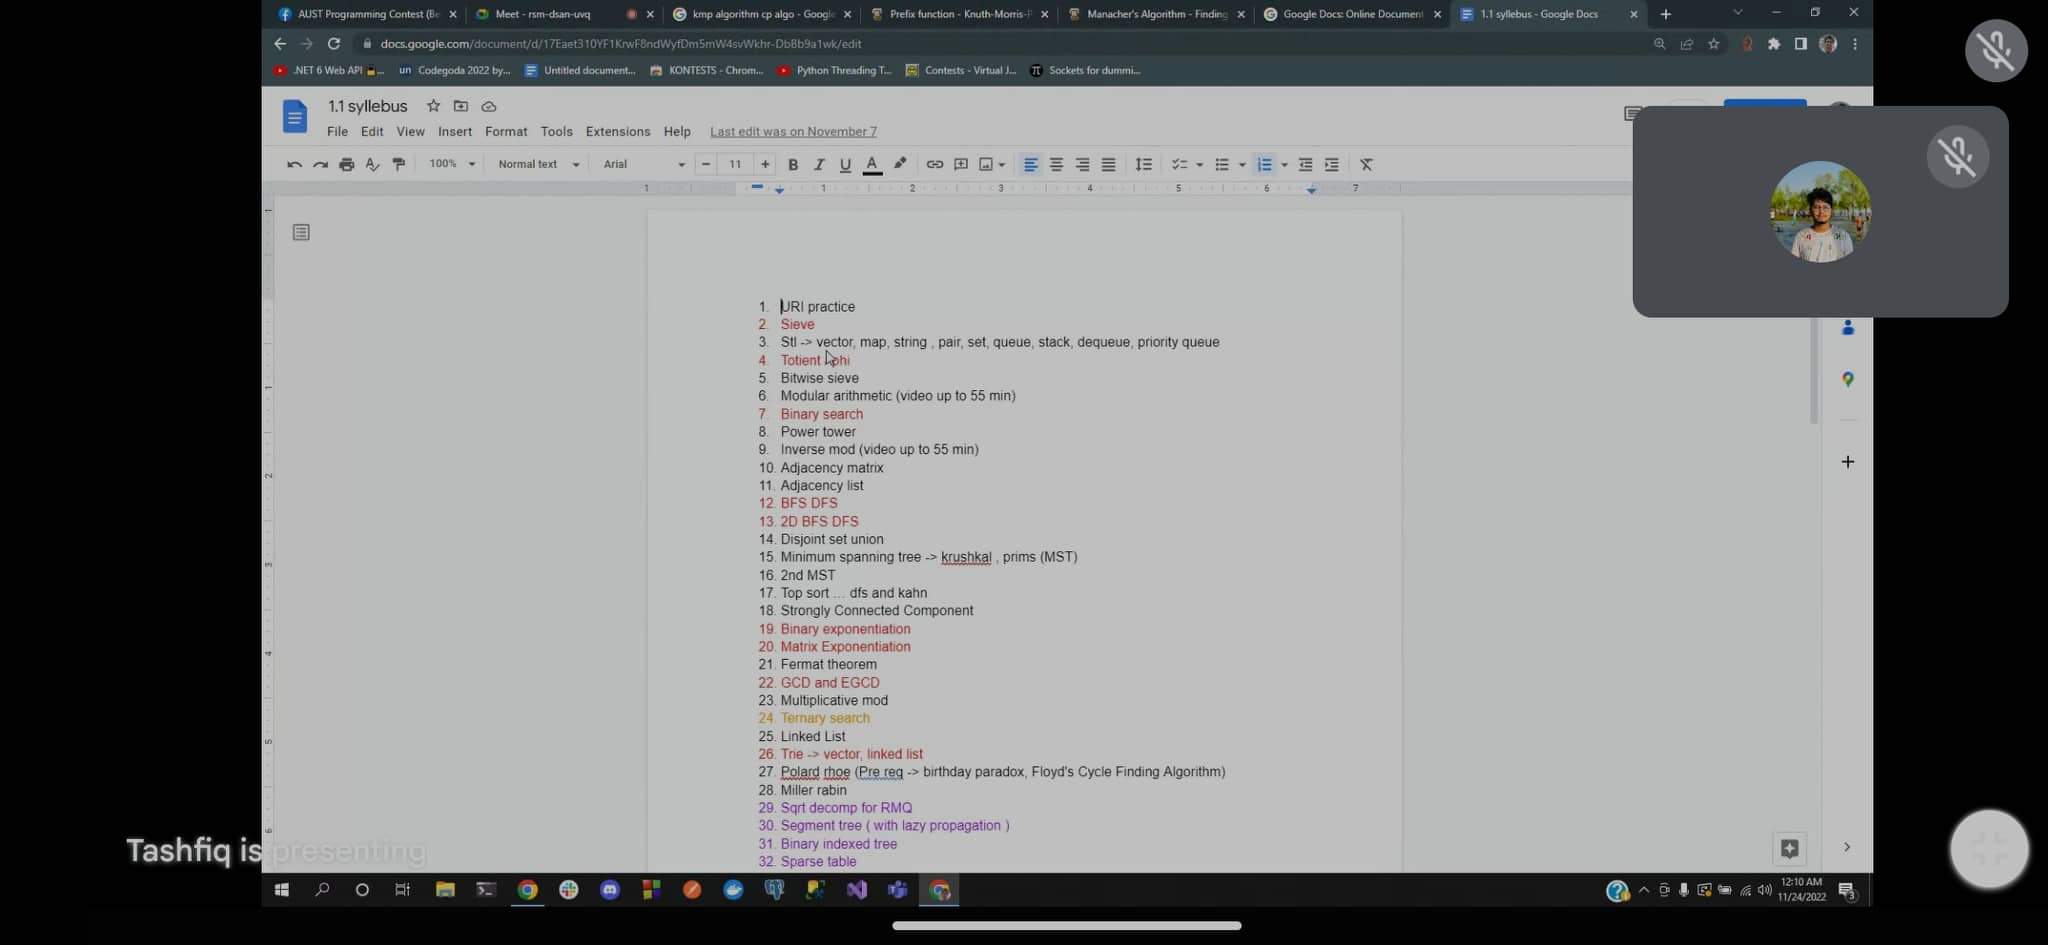 AUST Programming Contest (Be
Meet - rsm-dsan-uvq
kmp algorithm cp algo - Google
Prefix function - Knuth-Morris-P
Manacher's Algorithm - Finding
Google Docs: Online Document
1.1 syllebus - Google Docs
docs.google.com/document/d/17Eaet310YF1KrwF8ndWyfDm5mW4svWkhr-Db8b9a1wk/edit
.NET 6 Web API
Codegoda 2022 by...
Untitled document...
KONTESTS - Chrom...
Python Threading T...
Contests - Virtual J...
Sockets for dummi...
1.1 syllebus
File Edit View Insert Format Tools Extensions Help Last edit was on November 7
100% Normal text Arial 11
1 1 2 3 4 5 6 7
1. URI practice
2. Sieve
3. Stl -> vector, map, string , pair, set, queue, stack, dequeue, priority queue
4. Totient phi
5. Bitwise sieve
6. Modular arithmetic (video up to 55 min)
7. Binary search
8. Power tower
9. Inverse mod (video up to 55 min)
10. Adjacency matrix
11. Adjacency list
12. BFS DFS
13. 2D BFS DFS
14. Disjoint set union
15. Minimum spanning tree -> krushkal , prims (MST)
16. 2nd MST
17. Top sort ... dfs and kahn
18. Strongly Connected Component
19. Binary exponentiation
20. Matrix Exponentiation
21. Fermat theorem
22. GCD and EGCD
23. Multiplicative mod
24. Ternary search
25. Linked List
26. Trie -> vector, linked list
27. Polard rhoe (Pre req -> birthday paradox, Floyd's Cycle Finding Algorithm)
28. Miller rabin
29. Sqrt decomp for RMQ
30. Segment tree ( with lazy propagation )
31. Binary indexed tree
32. Sparse table
Tashfiq is presenting
12:10 AM
11/24/2022